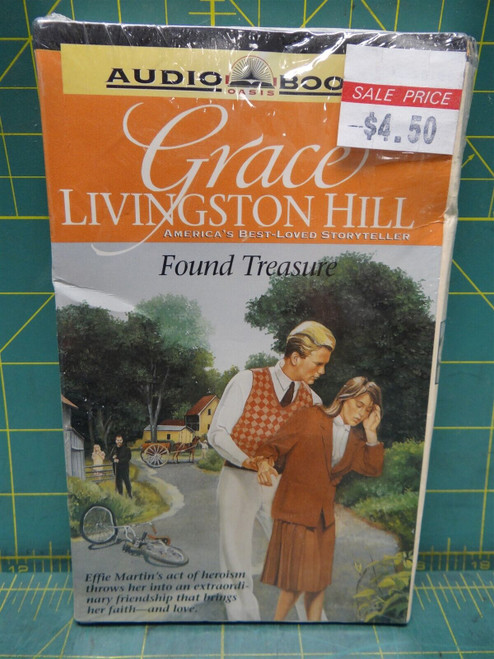 AUDIO BOO
OASIS
SALE PRICE
$4.50
Grace
LIVINGSTON HILL
AMERICA'S BEST-LOVED STORYTELLER
Found Treasure
Effie Martin's act of heroism
throws her into an extraordi-
nary friendship that brings
her faith—and love.